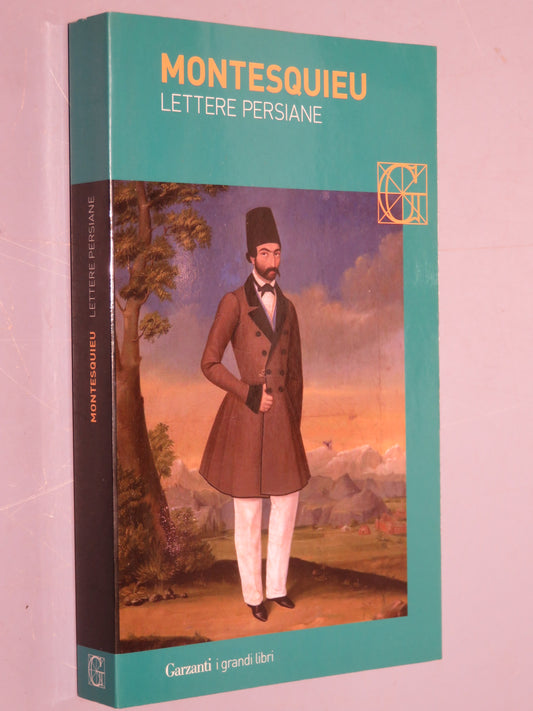 MONTESQUIEU
LETTERE PERSIANE
G
MONTESQUIEU LETTERE PERSIANE
G
Garzanti i grandi libri